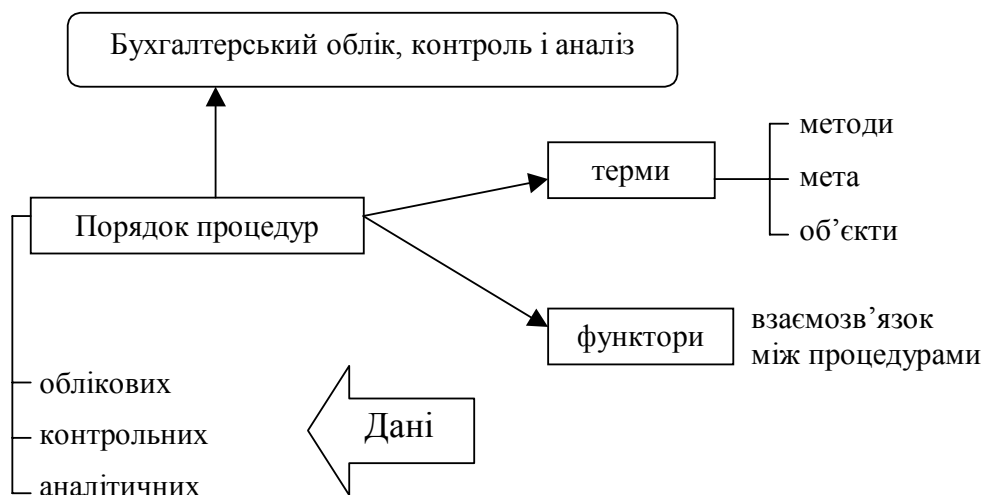 Бухгалтерський облік, контроль і аналіз
методи
терми
мета
Порядок процедур
об’єкти
функтори
взаємозв’язок
між процедурами
облікових
Дані
контрольних
аналітичних